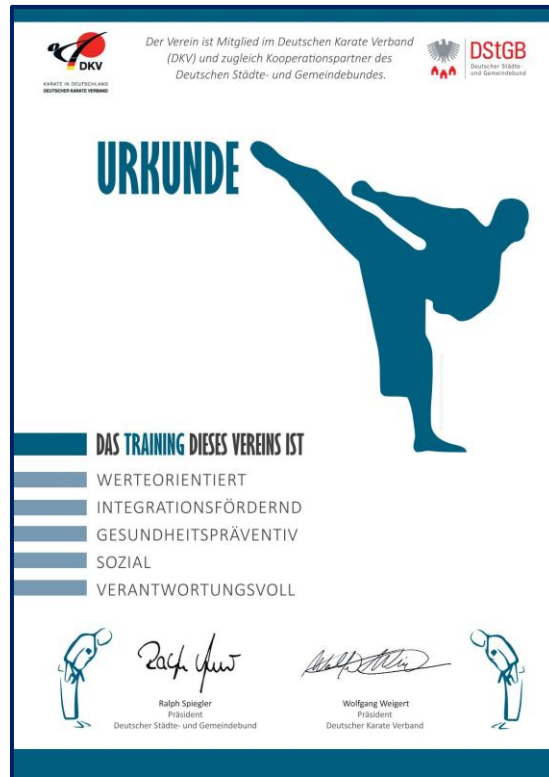 DKV
KARATE IN DEUTSCHLAND
DEUTSCHER KARATE VERBAND
Der Verein ist Mitglied im Deutschen Karate Verband
(DKV) und zugleich Kooperationspartner des
Deutschen Städte- und Gemeindebundes.
DStGB
Deutscher Städte-
und Gemeindebund
URKUNDE
DAS TRAINING DIESES VEREINS IST
WERTEORIENTIERT
INTEGRATIONSFÖRDERND
GESUNDHEITSPRÄVENTIV
SOZIAL
VERANTWORTUNGSVOLL
Ralph Spiegler
Präsident
Deutscher Städte- und Gemeindebund
Wolfgang Weigert
Präsident
Deutscher Karate Verband